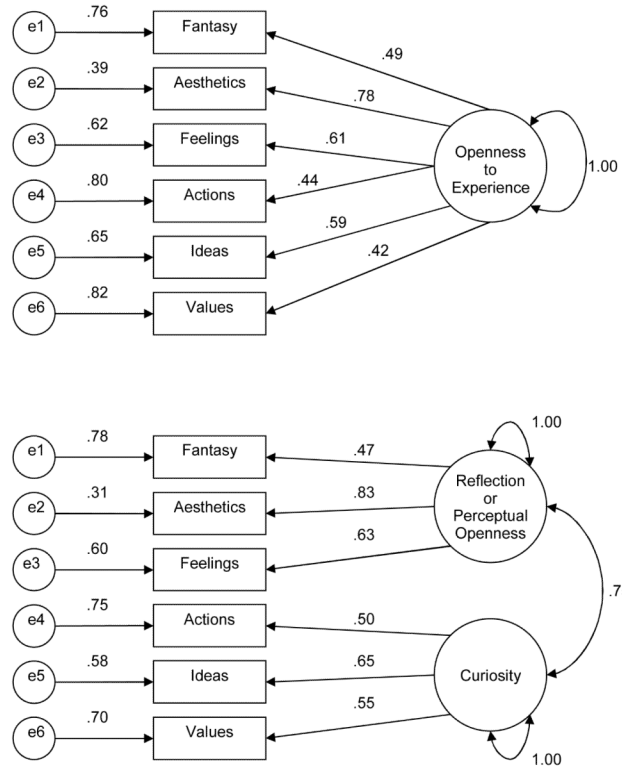 e1 .76 Fantasy .49
e2 .39 Aesthetics .78
e3 .62 Feelings .61
e4 .80 Actions .44
e5 .65 Ideas .59
e6 .82 Values .42
Openness
to
Experience
1.00
e1 .78 Fantasy .47
e2 .31 Aesthetics .83
e3 .60 Feelings .63
e4 .75 Actions .50
e5 .58 Ideas .65
e6 .70 Values .55
1.00
Reflection
or
Perceptual
Openness
.7
Curiosity
1.00